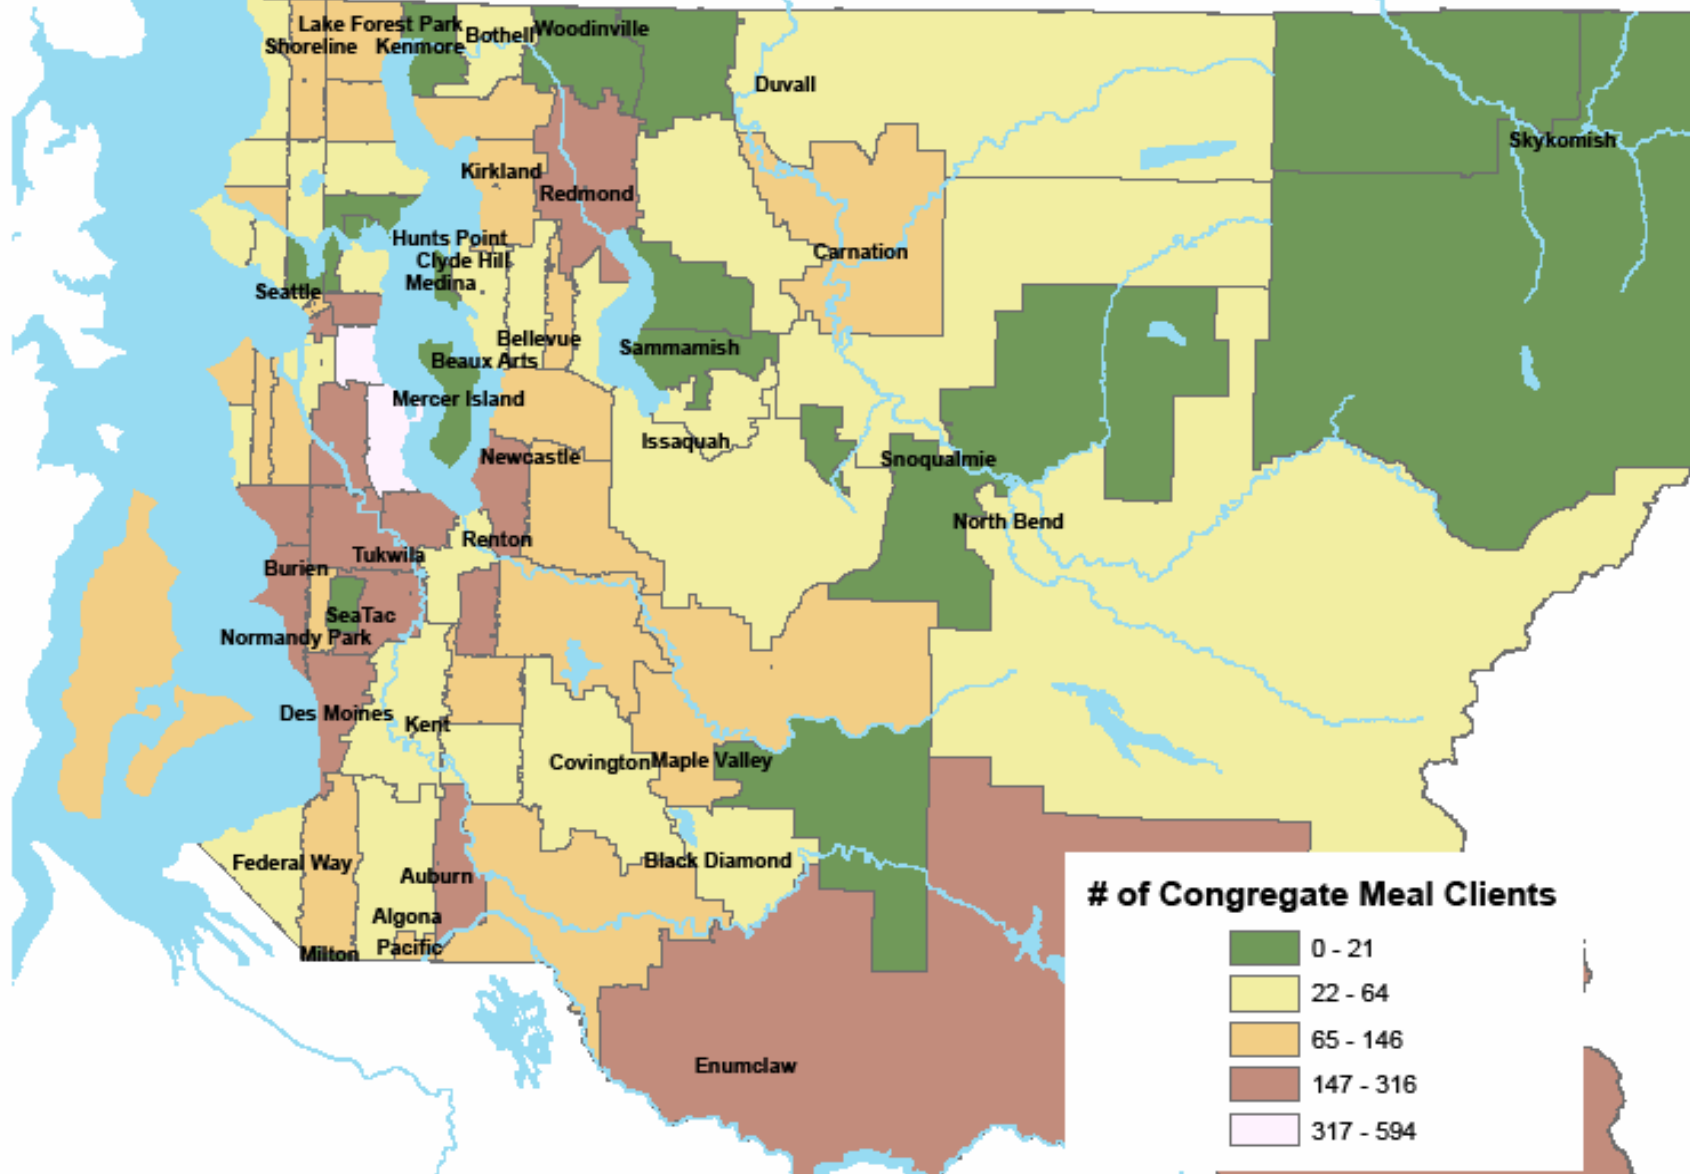 Lake Forest Park
Shoreline
Kenmore
Bothell
Woodinville
Duvall
Skykomish
Kirkland
Redmond
Hunts Point
Clyde Hill
Medina
Carnation
Seattle
Bellevue
Beaux Arts
Sammamish
Mercer Island
Issaquah
Newcastle
Snoqualmie
North Bend
Renton
Tukwila
Burien
SeaTac
Normandy Park
Des Moines
Kent
Covington
Maple Valley
Federal Way
Auburn
Black Diamond
Algona
Pacific
Milton
Enumclaw
# of Congregate Meal Clients
0 - 21
22 - 64
65 - 146
147 - 316
317 - 594